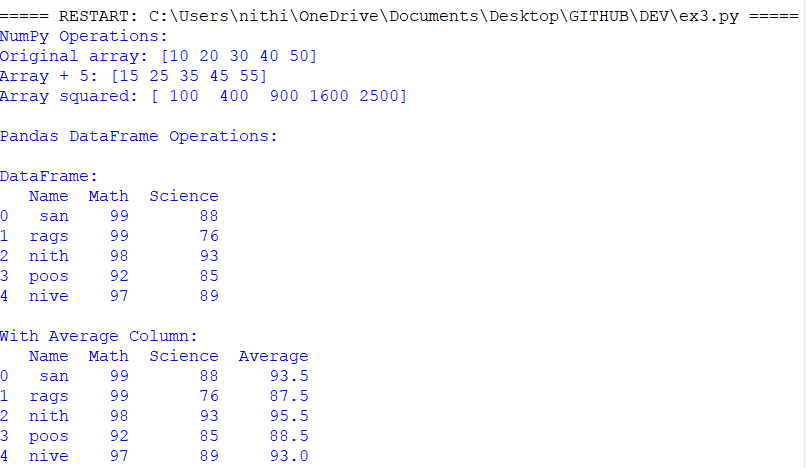 ===== RESTART: C:\Users\nithi\OneDrive\Documents\Desktop\GITHUB\DEV\ex3.py =====
NumPy Operations:
Original array: [10 20 30 40 50]
Array + 5: [15 25 35 45 55]
Array squared: [ 100  400  900 1600 2500]

Pandas DataFrame Operations:

DataFrame:
   Name  Math  Science
0   san    99       88
1  rags    99       76
2  nith    98       93
3  poos    92       85
4  nive    97       89

With Average Column:
   Name  Math  Science  Average
0   san    99       88     93.5
1  rags    99       76     87.5
2  nith    98       93     95.5
3  poos    92       85     88.5
4  nive    97       89     93.0